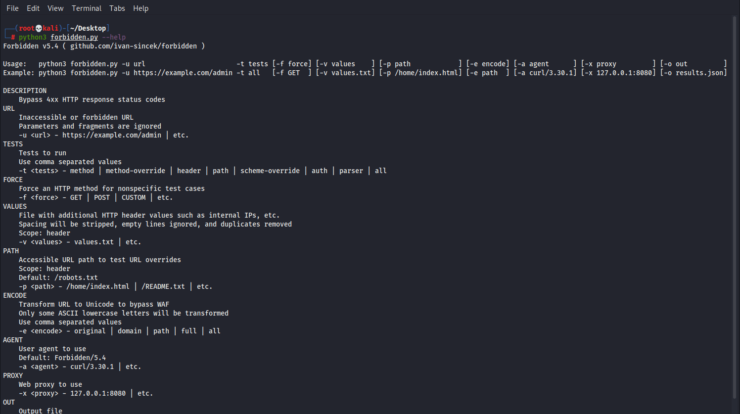 File Edit View Terminal Tabs Help
(root💀kali)-[~/Desktop]
# python3 forbidden.py --help
Forbidden v5.4 ( github.com/ivan-sincek/forbidden )
Usage: python3 forbidden.py -u url -t tests [-f force] [-v values ] [-p path ] [-e encode] [-a agent ] [-x proxy ] [-o out ]
Example: python3 forbidden.py -u https://example.com/admin -t all [-f GET ] [-v values.txt] [-p /home/index.html] [-e path ] [-a curl/3.30.1] [-x 127.0.0.1:8080] [-o results.json]
DESCRIPTION
Bypass 4xx HTTP response status codes
URL
Inaccessible or forbidden URL
Parameters and fragments are ignored
-u <url> - https://example.com/admin | etc.
TESTS
Tests to run
Use comma separated values
-t <tests> - method | method-override | header | path | scheme-override | auth | parser | all
FORCE
Force an HTTP method for nonspecific test cases
-f <force> - GET | POST | CUSTOM | etc.
VALUES
File with additional HTTP header values such as internal IPs, etc.
Spacing will be stripped, empty lines ignored, and duplicates removed
Scope: header
-v <values> - values.txt | etc.
PATH
Accessible URL path to test URL overrides
Scope: header
Default: /robots.txt
-p <path> - /home/index.html | /README.txt | etc.
ENCODE
Transform URL to Unicode to bypass WAF
Only some ASCII lowercase letters will be transformed
Use comma separated values
-e <encode> - original | domain | path | full | all
AGENT
User agent to use
Default: Forbidden/5.4
-a <agent> - curl/3.30.1 | etc.
PROXY
Web proxy to use
-x <proxy> - 127.0.0.1:8080 | etc.
OUT
Output file